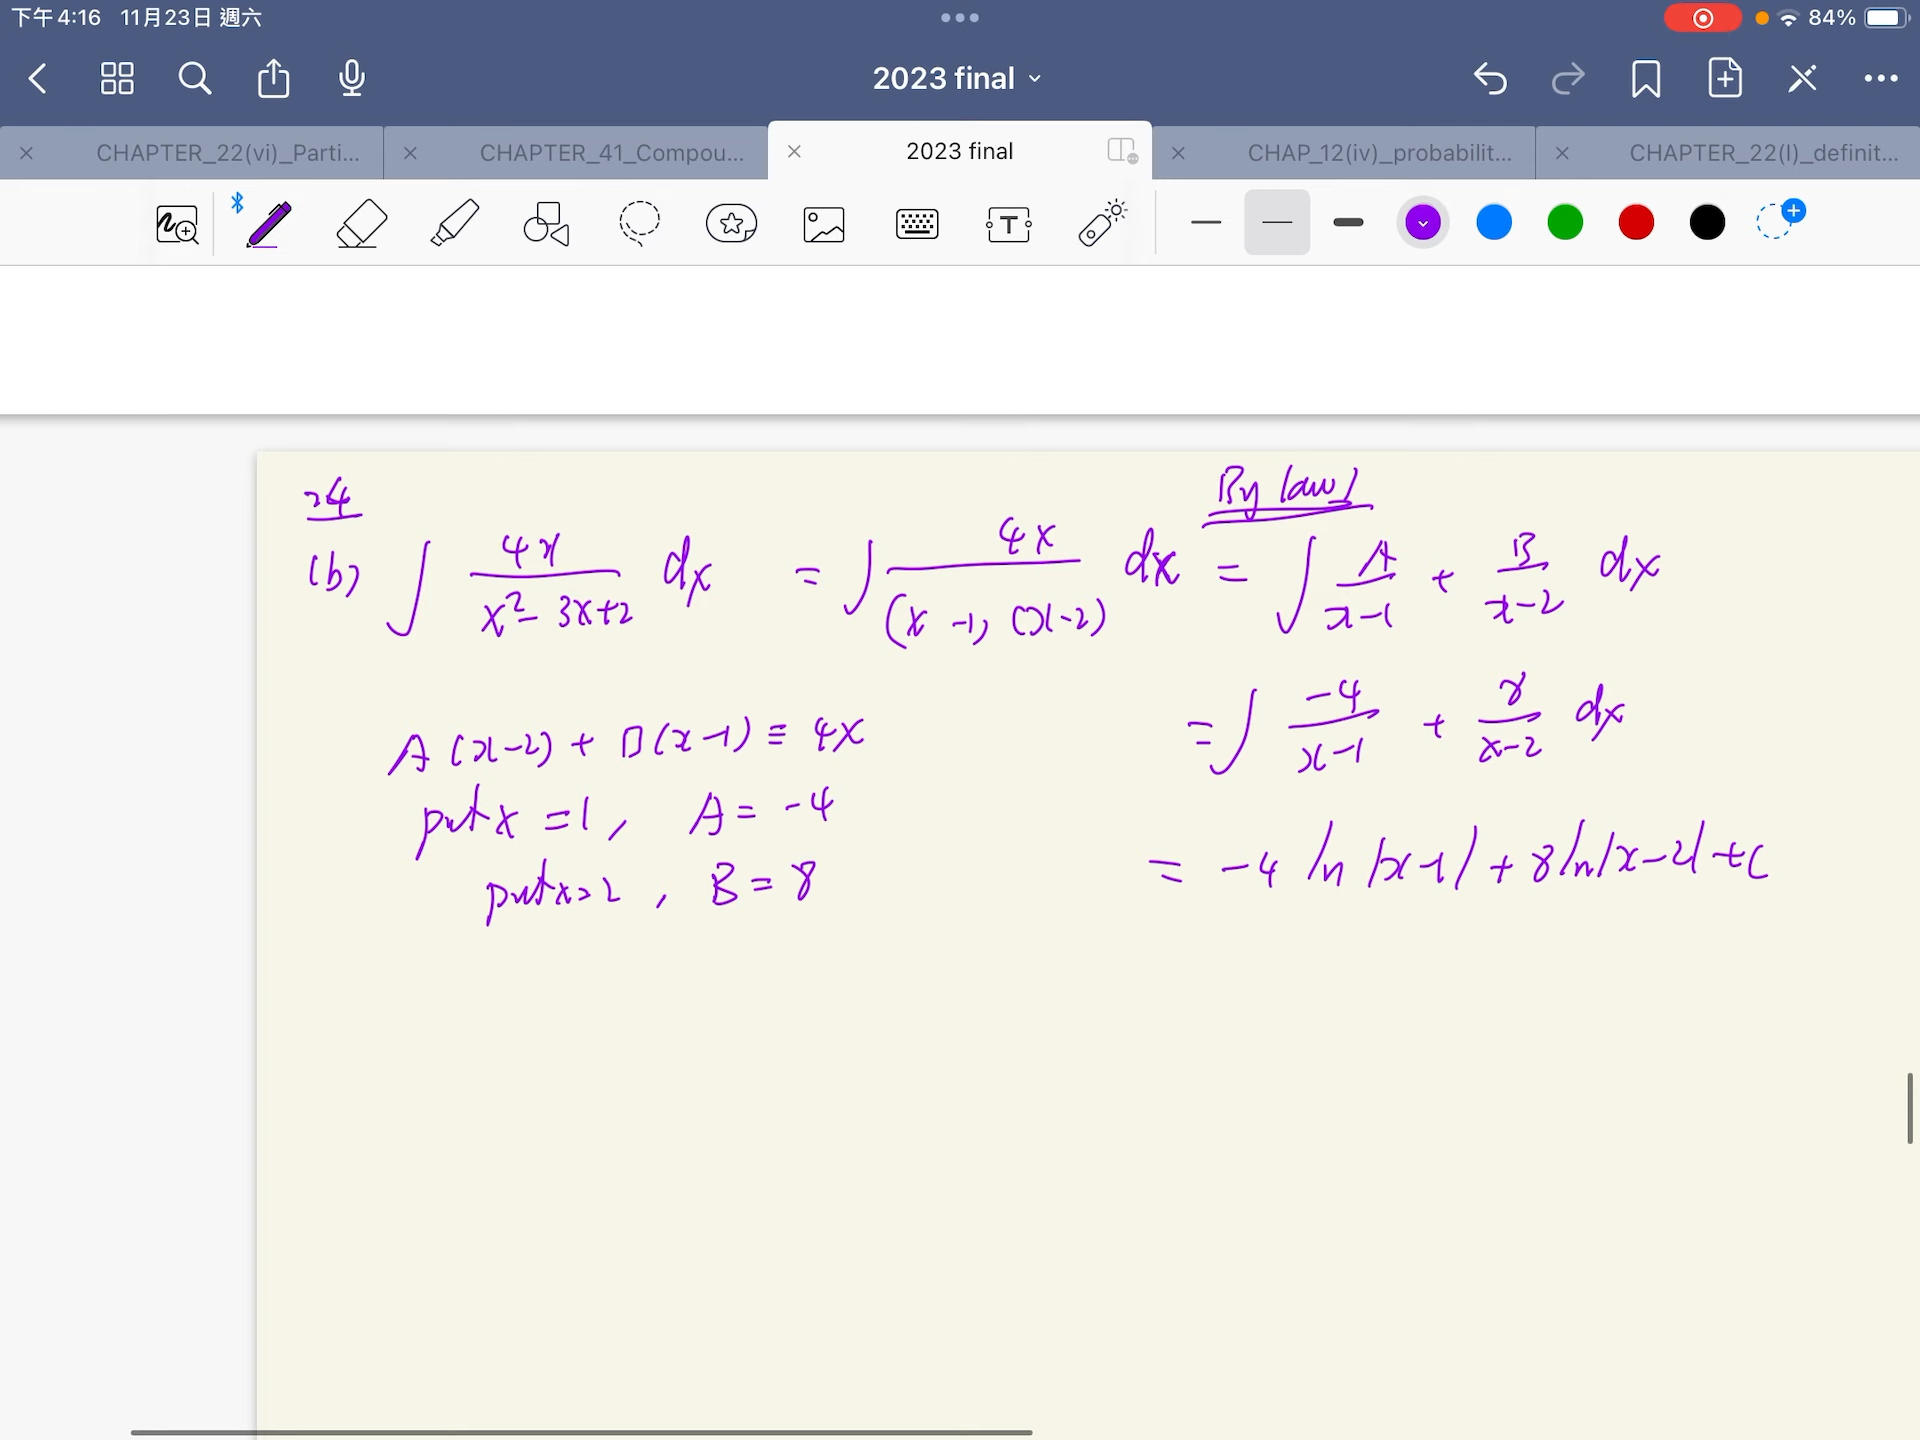 下午4:16 11月23日 週六
84%
2023 final
CHAPTER_22(vi)_Parti...
CHAPTER_41_Compou...
2023 final
CHAP_12(iv)_probabilit...
CHAPTER_22(I)_definit...
24
By law 1
(b) ∫ 4x / (x² - 3x + 2) dx = ∫ 4x / ((x - 1)(x - 2)) dx = ∫ A/(x-1) + B/(x-2) dx
= ∫ -4/(x-1) + 8/(x-2) dx
A(x-2) + B(x-1) ≡ 4x
put x = 1, A = -4
put x = 2, B = 8
= -4 ln|x-1| + 8 ln|x-2| + C